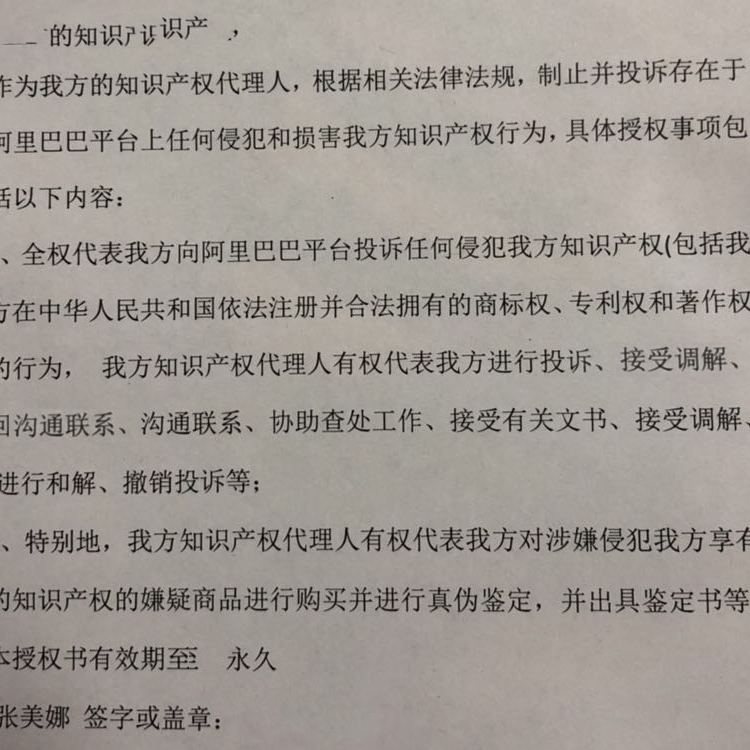 的知识产识产,
作为我方的知识产权代理人，根据相关法律法规，制止并投诉存在于
阿里巴巴平台上任何侵犯和损害我方知识产权行为，具体授权事项包
括以下内容：
、全权代表我方向阿里巴巴平台投诉任何侵犯我方知识产权(包括我
方在中华人民共和国依法注册并合法拥有的商标权、专利权和著作权
的行为， 我方知识产权代理人有权代表我方进行投诉、接受调解、
回沟通联系、沟通联系、协助查处工作、接受有关文书、接受调解、
进行和解、撤销投诉等；
、特别地，我方知识产权代理人有权代表我方对涉嫌侵犯我方享有
的知识产权的嫌疑商品进行购买并进行真伪鉴定，并出具鉴定书等
本授权书有效期至 永久
张美娜 签字或盖章：